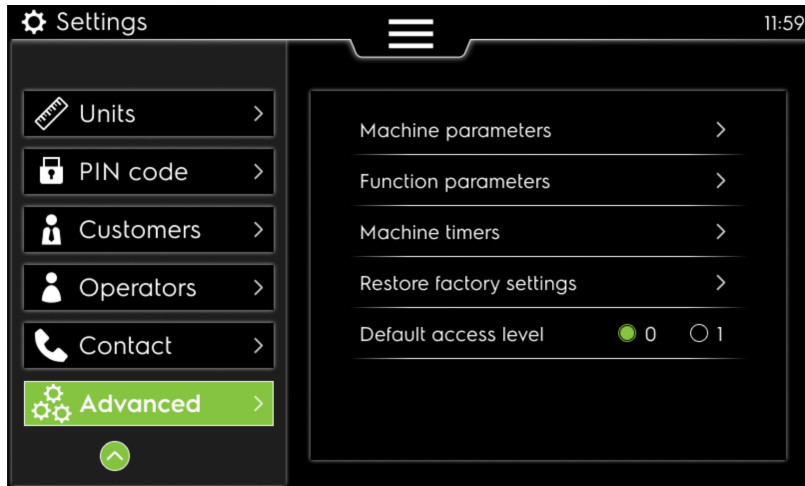 Settings
11:59
Units
PIN code
Customers
Operators
Contact
Advanced
Machine parameters
Function parameters
Machine timers
Restore factory settings
Default access level 0 1